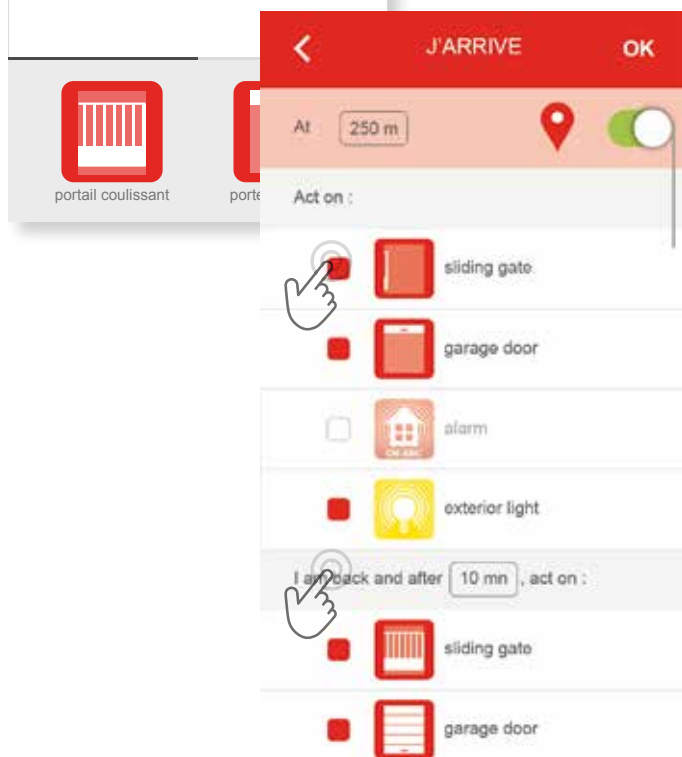 J'ARRIVE OK
At 250 m
Act on :
sliding gate
garage door
alarm
exterior light
I am back and after 10 mn , act on :
sliding gate
garage door
portail coulissant
porte